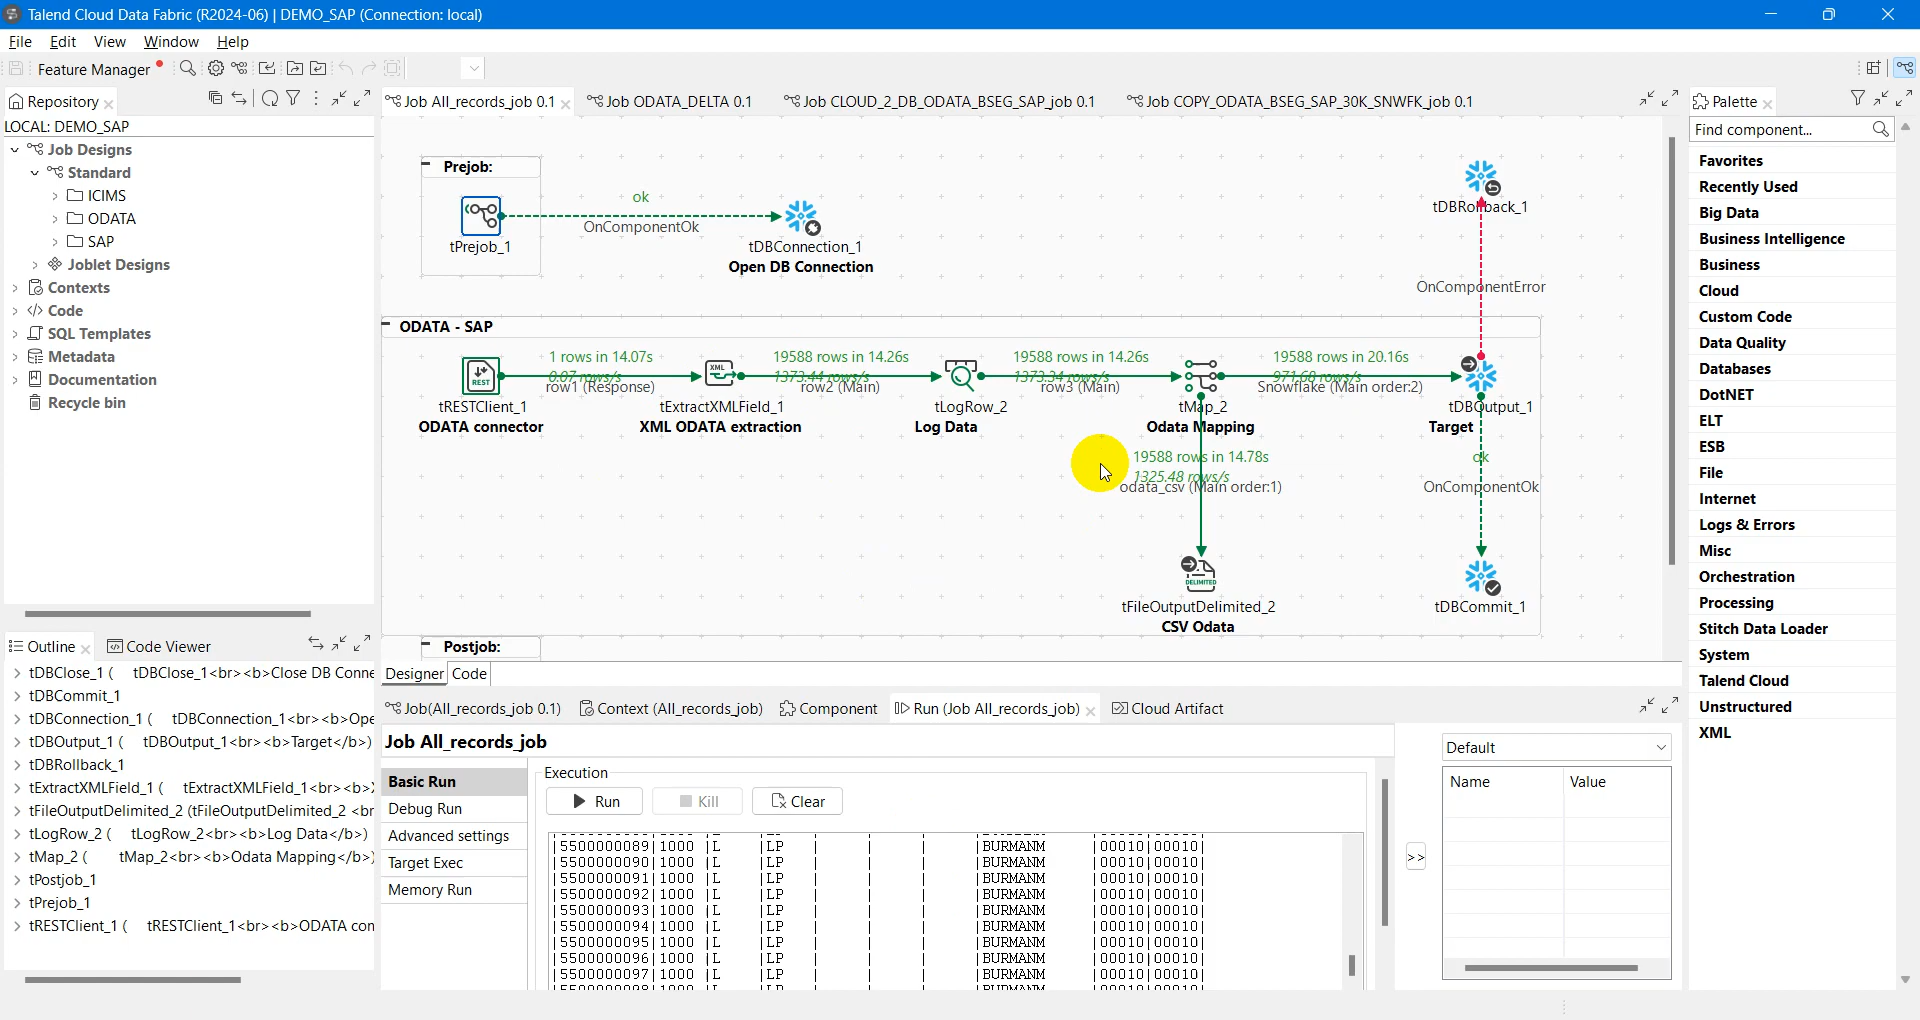 Talend Cloud Data Fabric (R2024-06) | DEMO_SAP (Connection: local)
File Edit View Window Help
Feature Manager
Repository
LOCAL: DEMO_SAP
Job Designs
Standard
ICIMS
ODATA
SAP
Joblet Designs
Contexts
Code
SQL Templates
Metadata
Documentation
Recycle bin
Outline
Code Viewer
tDBClose_1 ( tDBClose_1<br><b>Close DB Conne
tDBCommit_1
tDBConnection_1 ( tDBConnection_1<br><b>Ope
tDBOutput_1 ( tDBOutput_1<br><b>Target</b>)
tDBRollback_1
tExtractXMLField_1 ( tExtractXMLField_1<br><b>
tFileOutputDelimited_2 (tFileOutputDelimited_2 <br
tLogRow_2 ( tLogRow_2<br><b>Log Data</b>)
tMap_2 ( tMap_2<br><b>Odata Mapping</b>)
tPostjob_1
tPrejob_1
tRESTClient_1 ( tRESTClient_1<br><b>ODATA con
Job All_records_job 0.1
Job ODATA_DELTA 0.1
Job CLOUD_2_DB_ODATA_BSEG_SAP_job 0.1
Job COPY_ODATA_BSEG_SAP_30K_SNWFK_job 0.1
Prejob:
tPrejob_1
ok
OnComponentOk
tDBConnection_1
Open DB Connection
tDBRollback_1
OnComponentError
ODATA - SAP
1 rows in 14.07s
0.07 rows/s
row1 (Response)
19588 rows in 14.26s
1373.44 rows/s
row2 (Main)
19588 rows in 14.26s
1373.34 rows/s
row3 (Main)
19588 rows in 20.16s
971.68 rows/s
Snowflake (Main order:2)
REST
XML
tRESTClient_1
ODATA connector
tExtractXMLField_1
XML ODATA extraction
tLogRow_2
Log Data
tMap_2
Odata Mapping
tDBOutput_1
Target
19588 rows in 14.78s
1325.48 rows/s
odata_csv (Main order:1)
ok
OnComponentOk
DELIMITED
tFileOutputDelimited_2
CSV Odata
tDBCommit_1
Postjob:
Designer
Code
Job(All_records_job 0.1)
Context (All_records_job)
Component
Run (Job All_records_job)
Cloud Artifact
Job All_records_job
Basic Run
Debug Run
Advanced settings
Target Exec
Memory Run
Execution
Run
Kill
Clear
|5500000089|1000 |L |LP | | | |BURMANM |00010|00010|
|5500000090|1000 |L |LP | | | |BURMANM |00010|00010|
|5500000091|1000 |L |LP | | | |BURMANM |00010|00010|
|5500000092|1000 |L |LP | | | |BURMANM |00010|00010|
|5500000093|1000 |L |LP | | | |BURMANM |00010|00010|
|5500000094|1000 |L |LP | | | |BURMANM |00010|00010|
|5500000095|1000 |L |LP | | | |BURMANM |00010|00010|
|5500000096|1000 |L |LP | | | |BURMANM |00010|00010|
|5500000097|1000 |L |LP | | | |BURMANM |00010|00010|
>>
Default
Name Value
Palette
Find component...
Favorites
Recently Used
Big Data
Business Intelligence
Business
Cloud
Custom Code
Data Quality
Databases
DotNET
ELT
ESB
File
Internet
Logs & Errors
Misc
Orchestration
Processing
Stitch Data Loader
System
Talend Cloud
Unstructured
XML